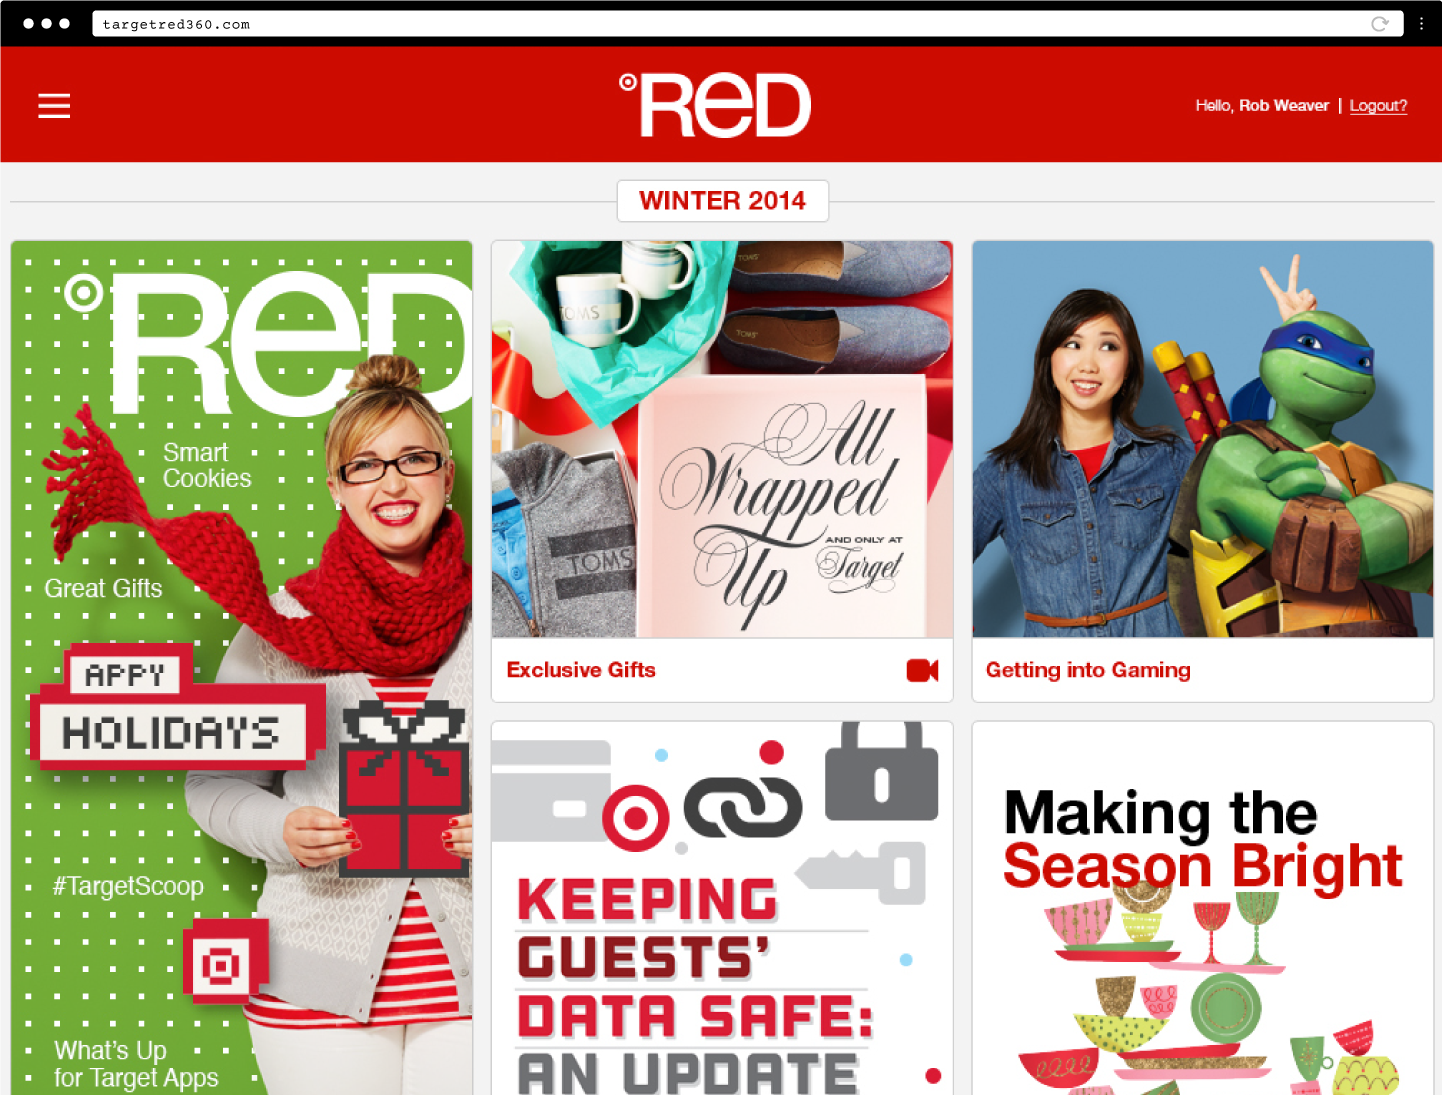 targetred360.com
ReD
Hello, Rob Weaver | Logout?
WINTER 2014
ReD
Smart
Cookies
Great Gifts
APPY
HOLIDAYS
#TargetScoop
What's Up
for Target Apps
TOMS
TOMS
TOMS
TOMS
All
Wrapped
Up
AND ONLY AT
Target
Exclusive Gifts
Getting into Gaming
KEEPING
GUESTS'
DATA SAFE:
AN UPDATE
Making the
Season Bright